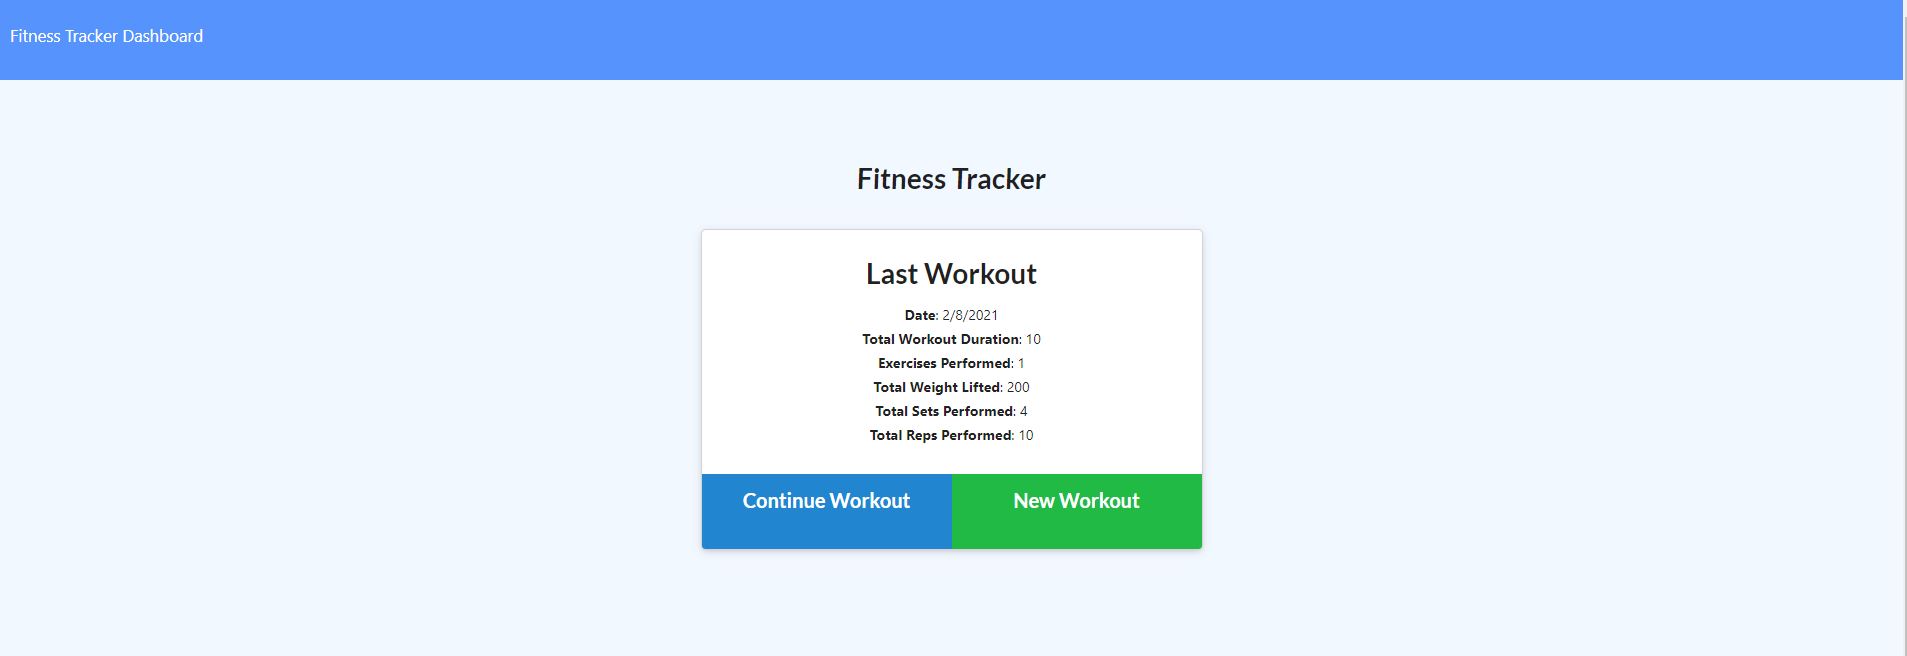 Fitness Tracker Dashboard
Fitness Tracker
Last Workout
Date: 2/8/2021
Total Workout Duration: 10
Exercises Performed: 1
Total Weight Lifted: 200
Total Sets Performed: 4
Total Reps Performed: 10
Continue Workout New Workout